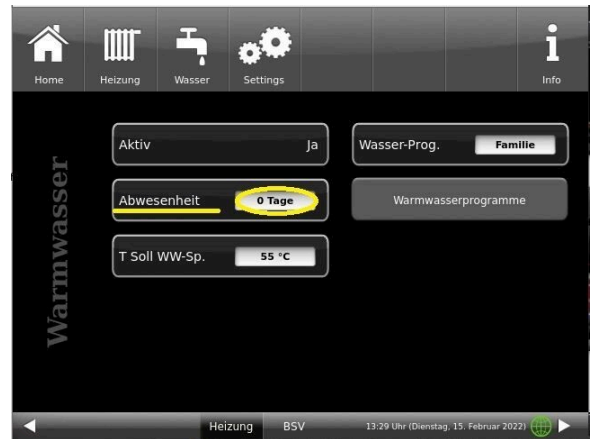 Home Heizung Wasser Settings Info
Warmwasser
Aktiv Ja
Wasser-Prog. Familie
Abwesenheit 0 Tage
Warmwasserprogramme
T Soll WW-Sp. 55 °C
Heizung BSV 13:29 Uhr (Dienstag, 15. Februar 2022)